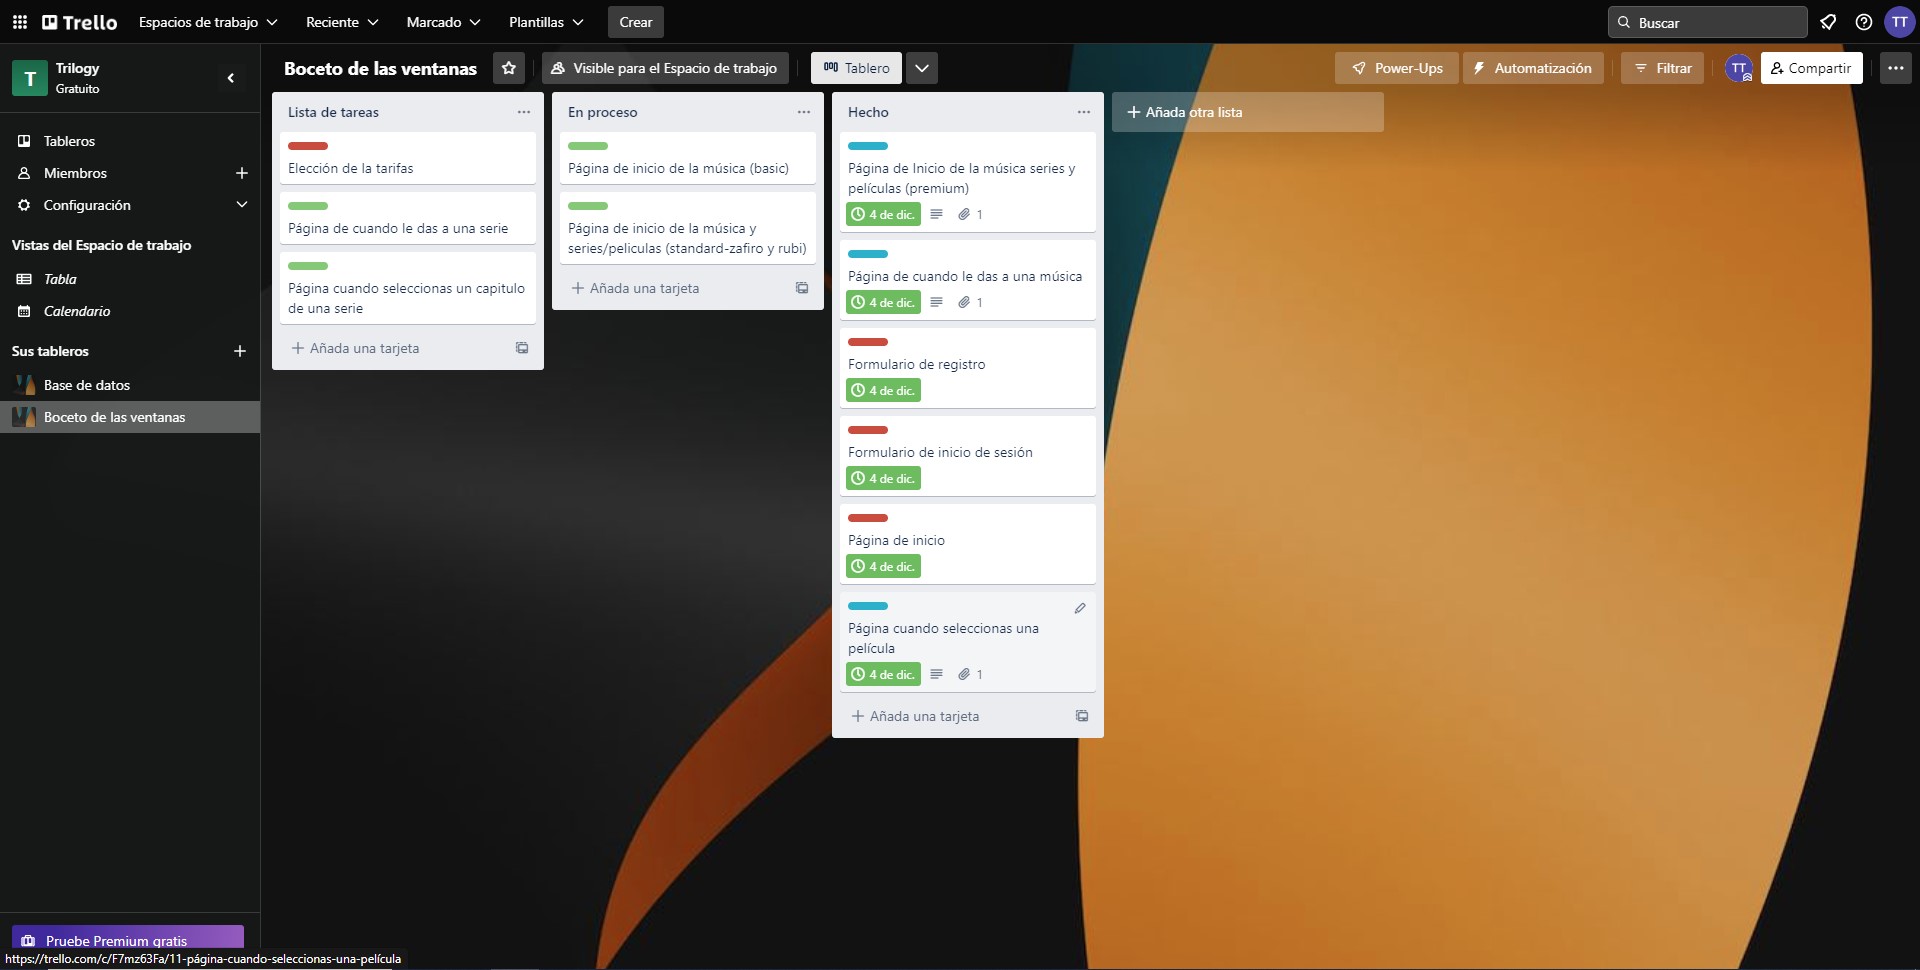 Trello
Espacios de trabajo
Reciente
Marcado
Plantillas
Crear
Buscar
TT
T
Trilogy
Gratuito
Boceto de las ventanas
Visible para el Espacio de trabajo
Tablero
Power-Ups
Automatización
Filtrar
TT
Compartir
Tableros
Miembros
Configuración
Vistas del Espacio de trabajo
Tabla
Calendario
Sus tableros
Base de datos
Boceto de las ventanas
Pruebe Premium gratis
https://trello.com/c/F7mz63Fa/11-página-cuando-seleccionas-una-película
Lista de tareas
Elección de la tarifas
Página de cuando le das a una serie
Página cuando seleccionas un capitulo
de una serie
Añada una tarjeta
En proceso
Página de inicio de la música (basic)
Página de inicio de la música y
series/peliculas (standard-zafiro y rubi)
Añada una tarjeta
Hecho
Página de Inicio de la música series y
películas (premium)
4 de dic.
1
Página de cuando le das a una música
4 de dic.
1
Formulario de registro
4 de dic.
Formulario de inicio de sesión
4 de dic.
Página de inicio
4 de dic.
Página cuando seleccionas una
película
4 de dic.
1
Añada una tarjeta
Añada otra lista